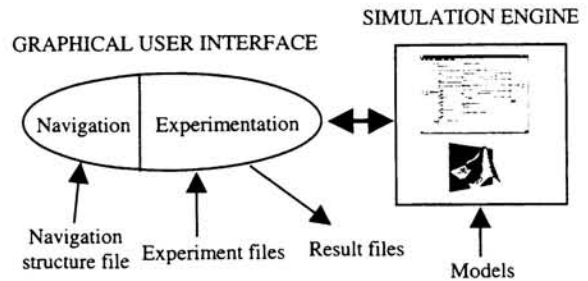 SIMULATION ENGINE
GRAPHICAL USER INTERFACE
Navigation
Experimentation
Navigation
structure file
Experiment files
Result files
Models